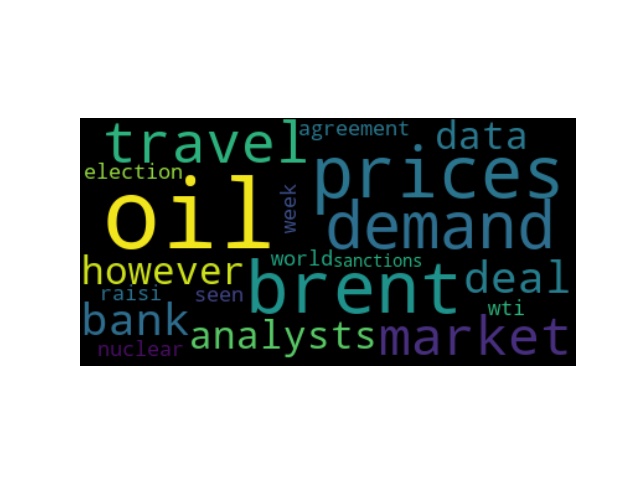 travel agreement data
election prices
oil week demand
however world sanctions
raisi seen brent deal
bank wti
nuclear analysts market